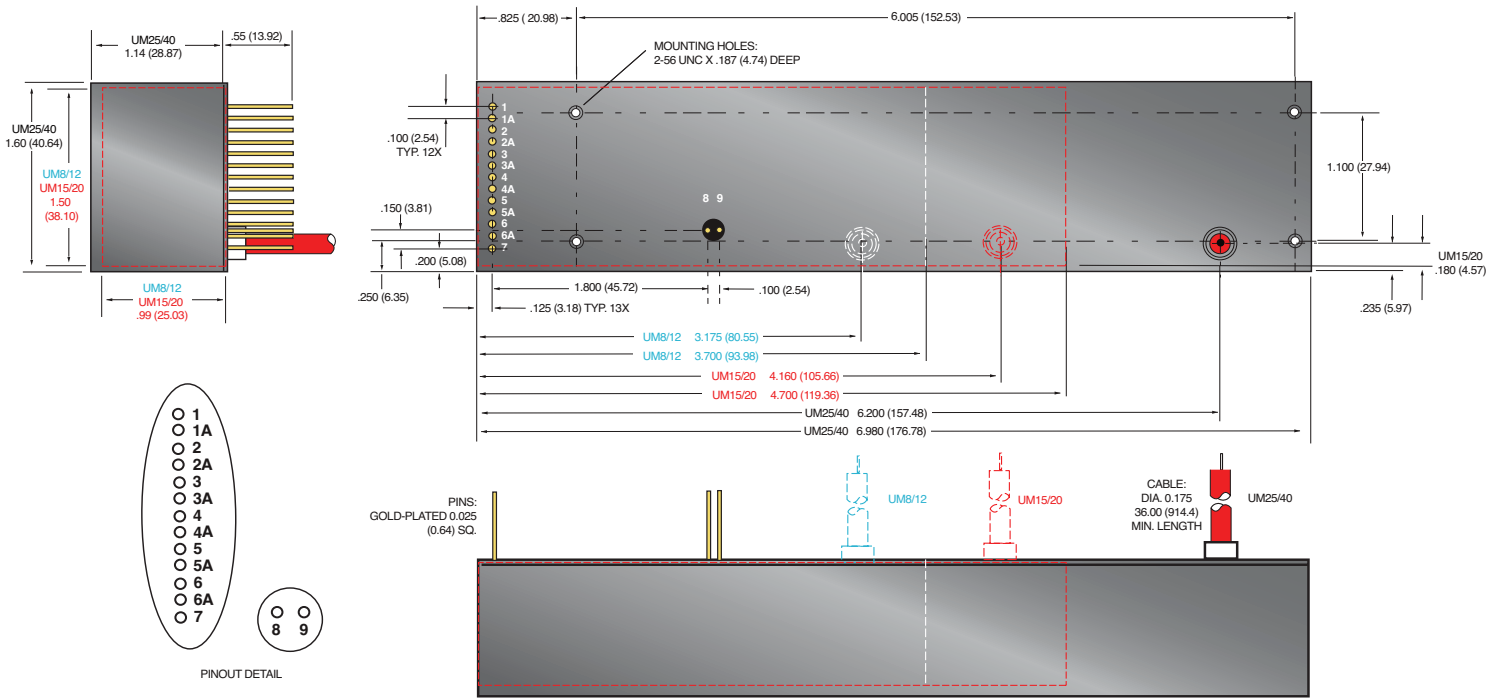 UM25/40
1.14 (28.87)
.55 (13.92)
UM25/40
1.60 (40.64)
UM8/12
UM15/20
1.50
(38.10)
UM8/12
UM15/20
.99 (25.03)
.825 ( 20.98)
6.005 (152.53)
MOUNTING HOLES:
2-56 UNC X .187 (4.74) DEEP
1
1A
2
2A
3
3A
4
4A
5
5A
6
6A
7
8 9
.100 (2.54)
TYP. 12X
.150 (3.81)
.200 (5.08)
.250 (6.35)
1.800 (45.72)
.100 (2.54)
.125 (3.18) TYP. 13X
1.100 (27.94)
UM15/20
.180 (4.57)
.235 (5.97)
UM8/12 3.175 (80.55)
UM8/12 3.700 (93.98)
UM15/20 4.160 (105.66)
UM15/20 4.700 (119.36)
UM25/40 6.200 (157.48)
UM25/40 6.980 (176.78)
1
1A
2
2A
3
3A
4
4A
5
5A
6
6A
7
8 9
PINOUT DETAIL
PINS:
GOLD-PLATED 0.025
(0.64) SQ.
UM8/12
UM15/20
CABLE:
DIA. 0.175
36.00 (914.4)
MIN. LENGTH
UM25/40